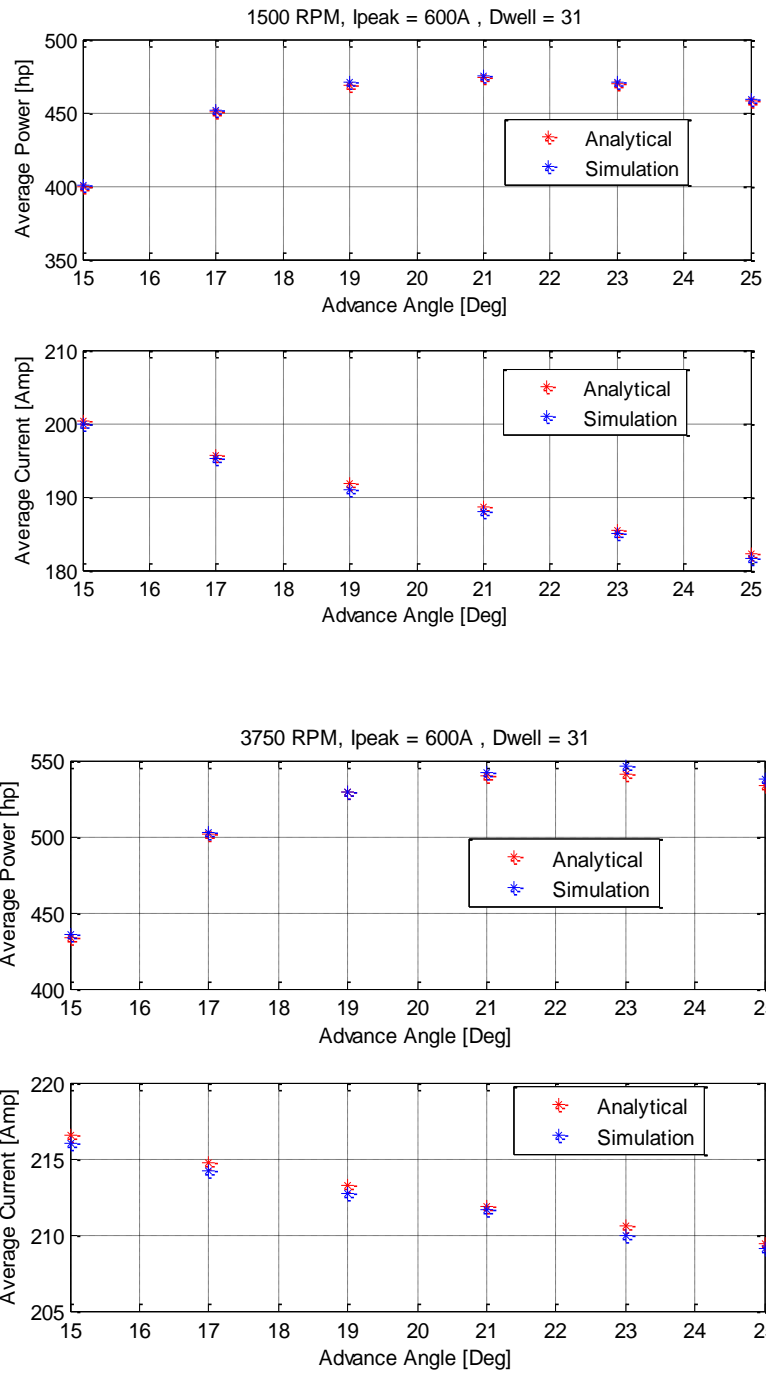 1500 RPM, Ipeak = 600A , Dwell = 31
500
450
400
350
Average Power [hp]
Analytical
Simulation
15 16 17 18 19 20 21 22 23 24 25
Advance Angle [Deg]
210
200
190
180
Average Current [Amp]
Analytical
Simulation
15 16 17 18 19 20 21 22 23 24 25
Advance Angle [Deg]
3750 RPM, Ipeak = 600A , Dwell = 31
550
500
450
400
Average Power [hp]
Analytical
Simulation
15 16 17 18 19 20 21 22 23 24 2
Advance Angle [Deg]
220
215
210
205
Average Current [Amp]
Analytical
Simulation
15 16 17 18 19 20 21 22 23 24 2
Advance Angle [Deg]